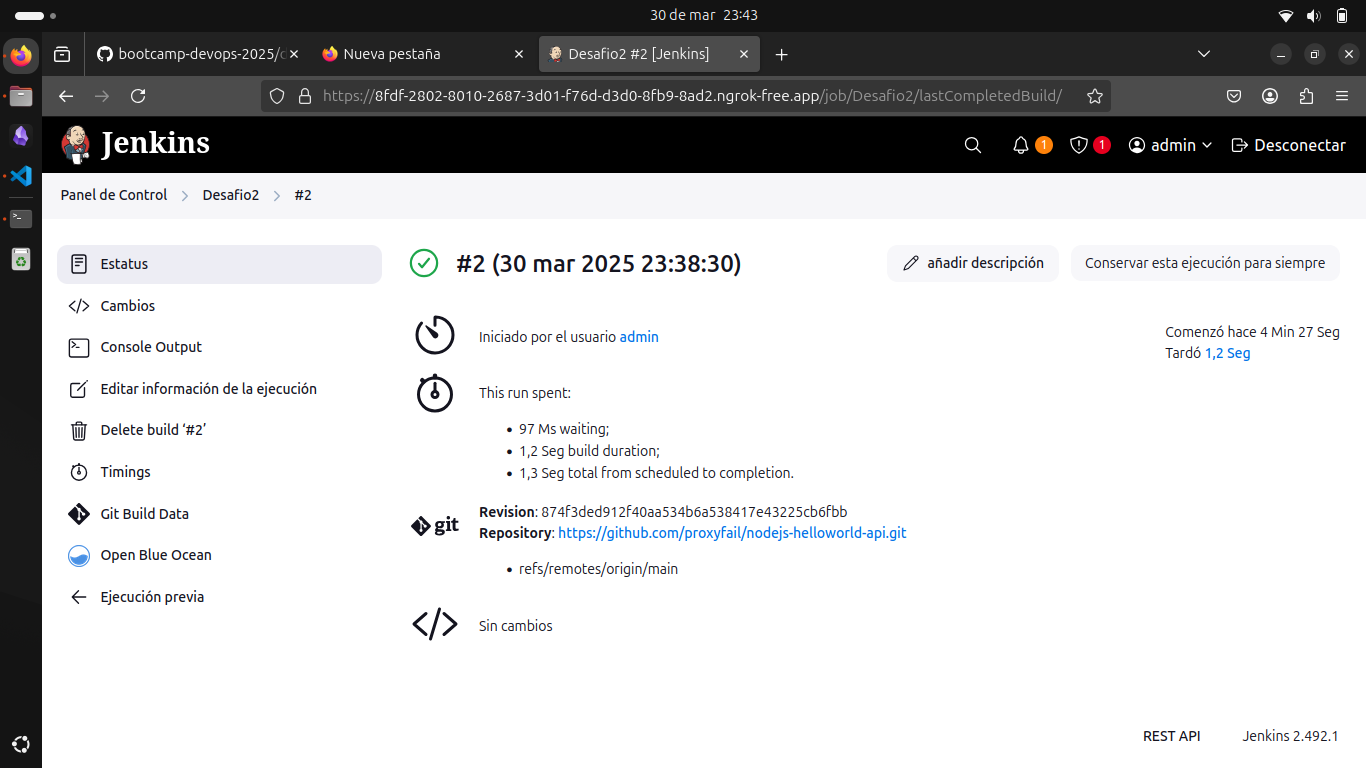 30 de mar 23:43
bootcamp-devops-2025/d
Nueva pestaña
Desafio2 #2 [Jenkins]
https://8fdf-2802-8010-2687-3d01-f76d-d3d0-8fb9-8ad2.ngrok-free.app/job/Desafio2/lastCompletedBuild/
Jenkins
1
1
admin
Desconectar
Panel de Control
Desafio2
#2
Estatus
Cambios
Console Output
Editar información de la ejecución
Delete build ‘#2’
Timings
Git Build Data
Open Blue Ocean
Ejecución previa
#2 (30 mar 2025 23:38:30)
añadir descripción
Conservar esta ejecución para siempre
Iniciado por el usuario admin
Comenzó hace 4 Min 27 Seg
Tardó 1,2 Seg
This run spent:
• 97 Ms waiting;
• 1,2 Seg build duration;
• 1,3 Seg total from scheduled to completion.
git
Revision: 874f3ded912f40aa534b6a538417e43225cb6fbb
Repository: https://github.com/proxyfail/nodejs-helloworld-api.git
• refs/remotes/origin/main
Sin cambios
REST API
Jenkins 2.492.1